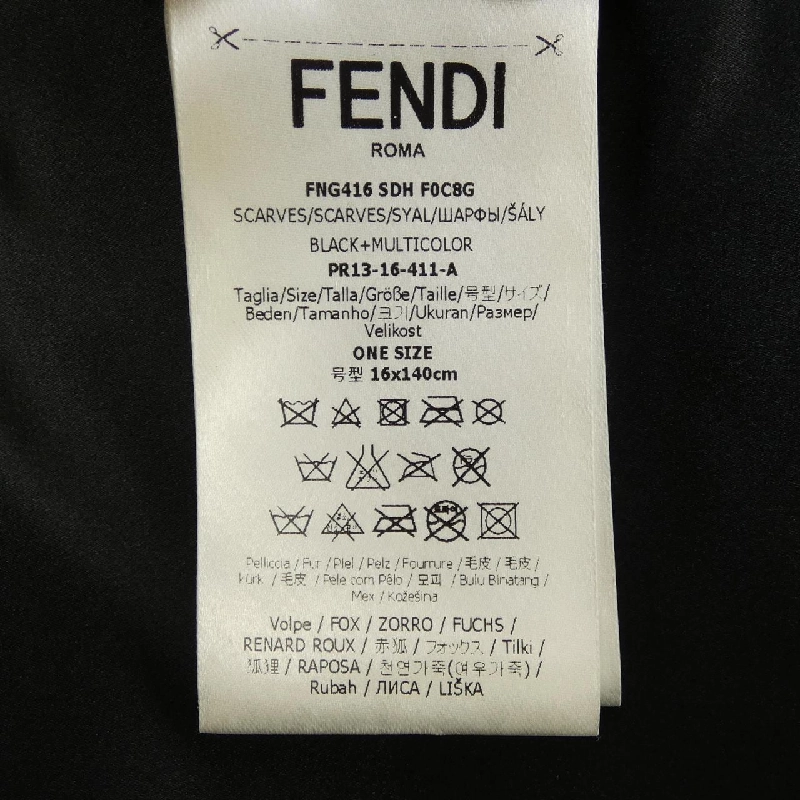 FENDI
ROMA
FNG416 SDH F0C8G
SCARVES/SCARVES/SYAL/ШАРФЫ/ŠÁLY
BLACK+MULTICOLOR
PR13-16-411-A
Taglia/Size/Talla/Größe/Taille/号型/サイズ/
Beden/Tamanho/크기/Ukuran/Размер/
Velikost
ONE SIZE
号型 16x140cm
Pelliccia / Fur / Piel / Pelz / Fourrure / 毛皮 / 毛皮 /
Kürk / 毛皮 / Pele com Pêlo / 모피 / Bulu Binatang /
Mex / Kožešina
Volpe / FOX / ZORRO / FUCHS /
RENARD ROUX / 赤狐 / フォックス / Tilki /
狐狸 / RAPOSA / 천연가죽(여우가죽) /
Rubah / ЛИСА / LIŠKA